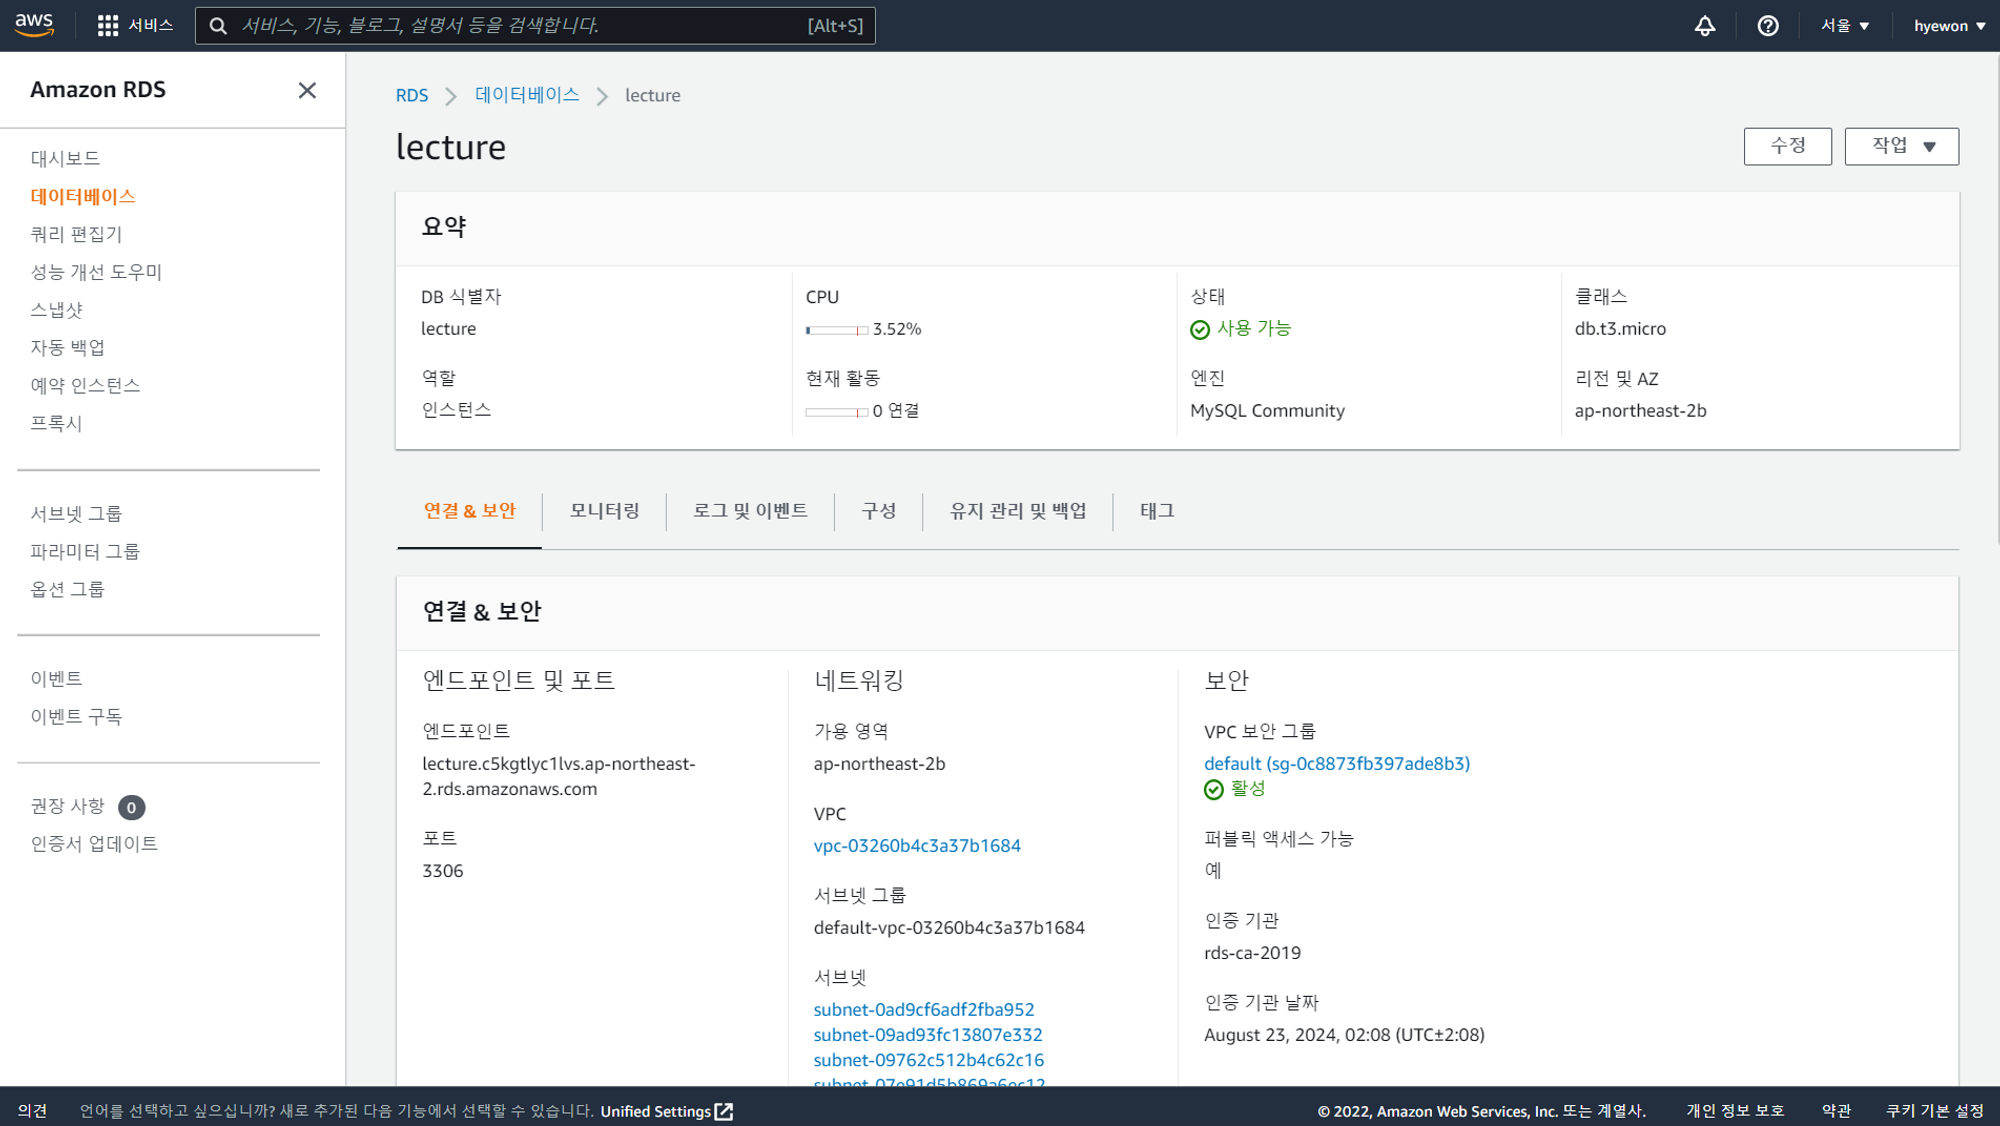 aws
서비스
서비스, 기능, 블로그, 설명서 등을 검색합니다.
[Alt+S]
서울 ▼
hyewon ▼
Amazon RDS
대시보드
데이터베이스
쿼리 편집기
성능 개선 도우미
스냅샷
자동 백업
예약 인스턴스
프록시
서브넷 그룹
파라미터 그룹
옵션 그룹
이벤트
이벤트 구독
권장 사항 0
인증서 업데이트
RDS > 데이터베이스 > lecture
lecture
수정
작업 ▼
요약
DB 식별자
lecture
역할
인스턴스
CPU
3.52%
현재 활동
0 연결
상태
사용 가능
엔진
MySQL Community
클래스
db.t3.micro
리전 및 AZ
ap-northeast-2b
연결 & 보안
모니터링
로그 및 이벤트
구성
유지 관리 및 백업
태그
연결 & 보안
엔드포인트 및 포트
엔드포인트
lecture.c5kgtlyc1lvs.ap-northeast-
2.rds.amazonaws.com
포트
3306
네트워킹
가용 영역
ap-northeast-2b
VPC
vpc-03260b4c3a37b1684
서브넷 그룹
default-vpc-03260b4c3a37b1684
서브넷
subnet-0ad9cf6adf2fba952
subnet-09ad93fc13807e332
subnet-09762c512b4c62c16
subnet-07e91d5b869a6ec12
보안
VPC 보안 그룹
default (sg-0c8873fb397ade8b3)
활성
퍼블릭 액세스 가능
예
인증 기관
rds-ca-2019
인증 기관 날짜
August 23, 2024, 02:08 (UTC±2:08)
의견
언어를 선택하고 싶으십니까? 새로 추가된 다음 기능에서 선택할 수 있습니다. Unified Settings
© 2022, Amazon Web Services, Inc. 또는 계열사.
개인 정보 보호
약관
쿠키 기본 설정